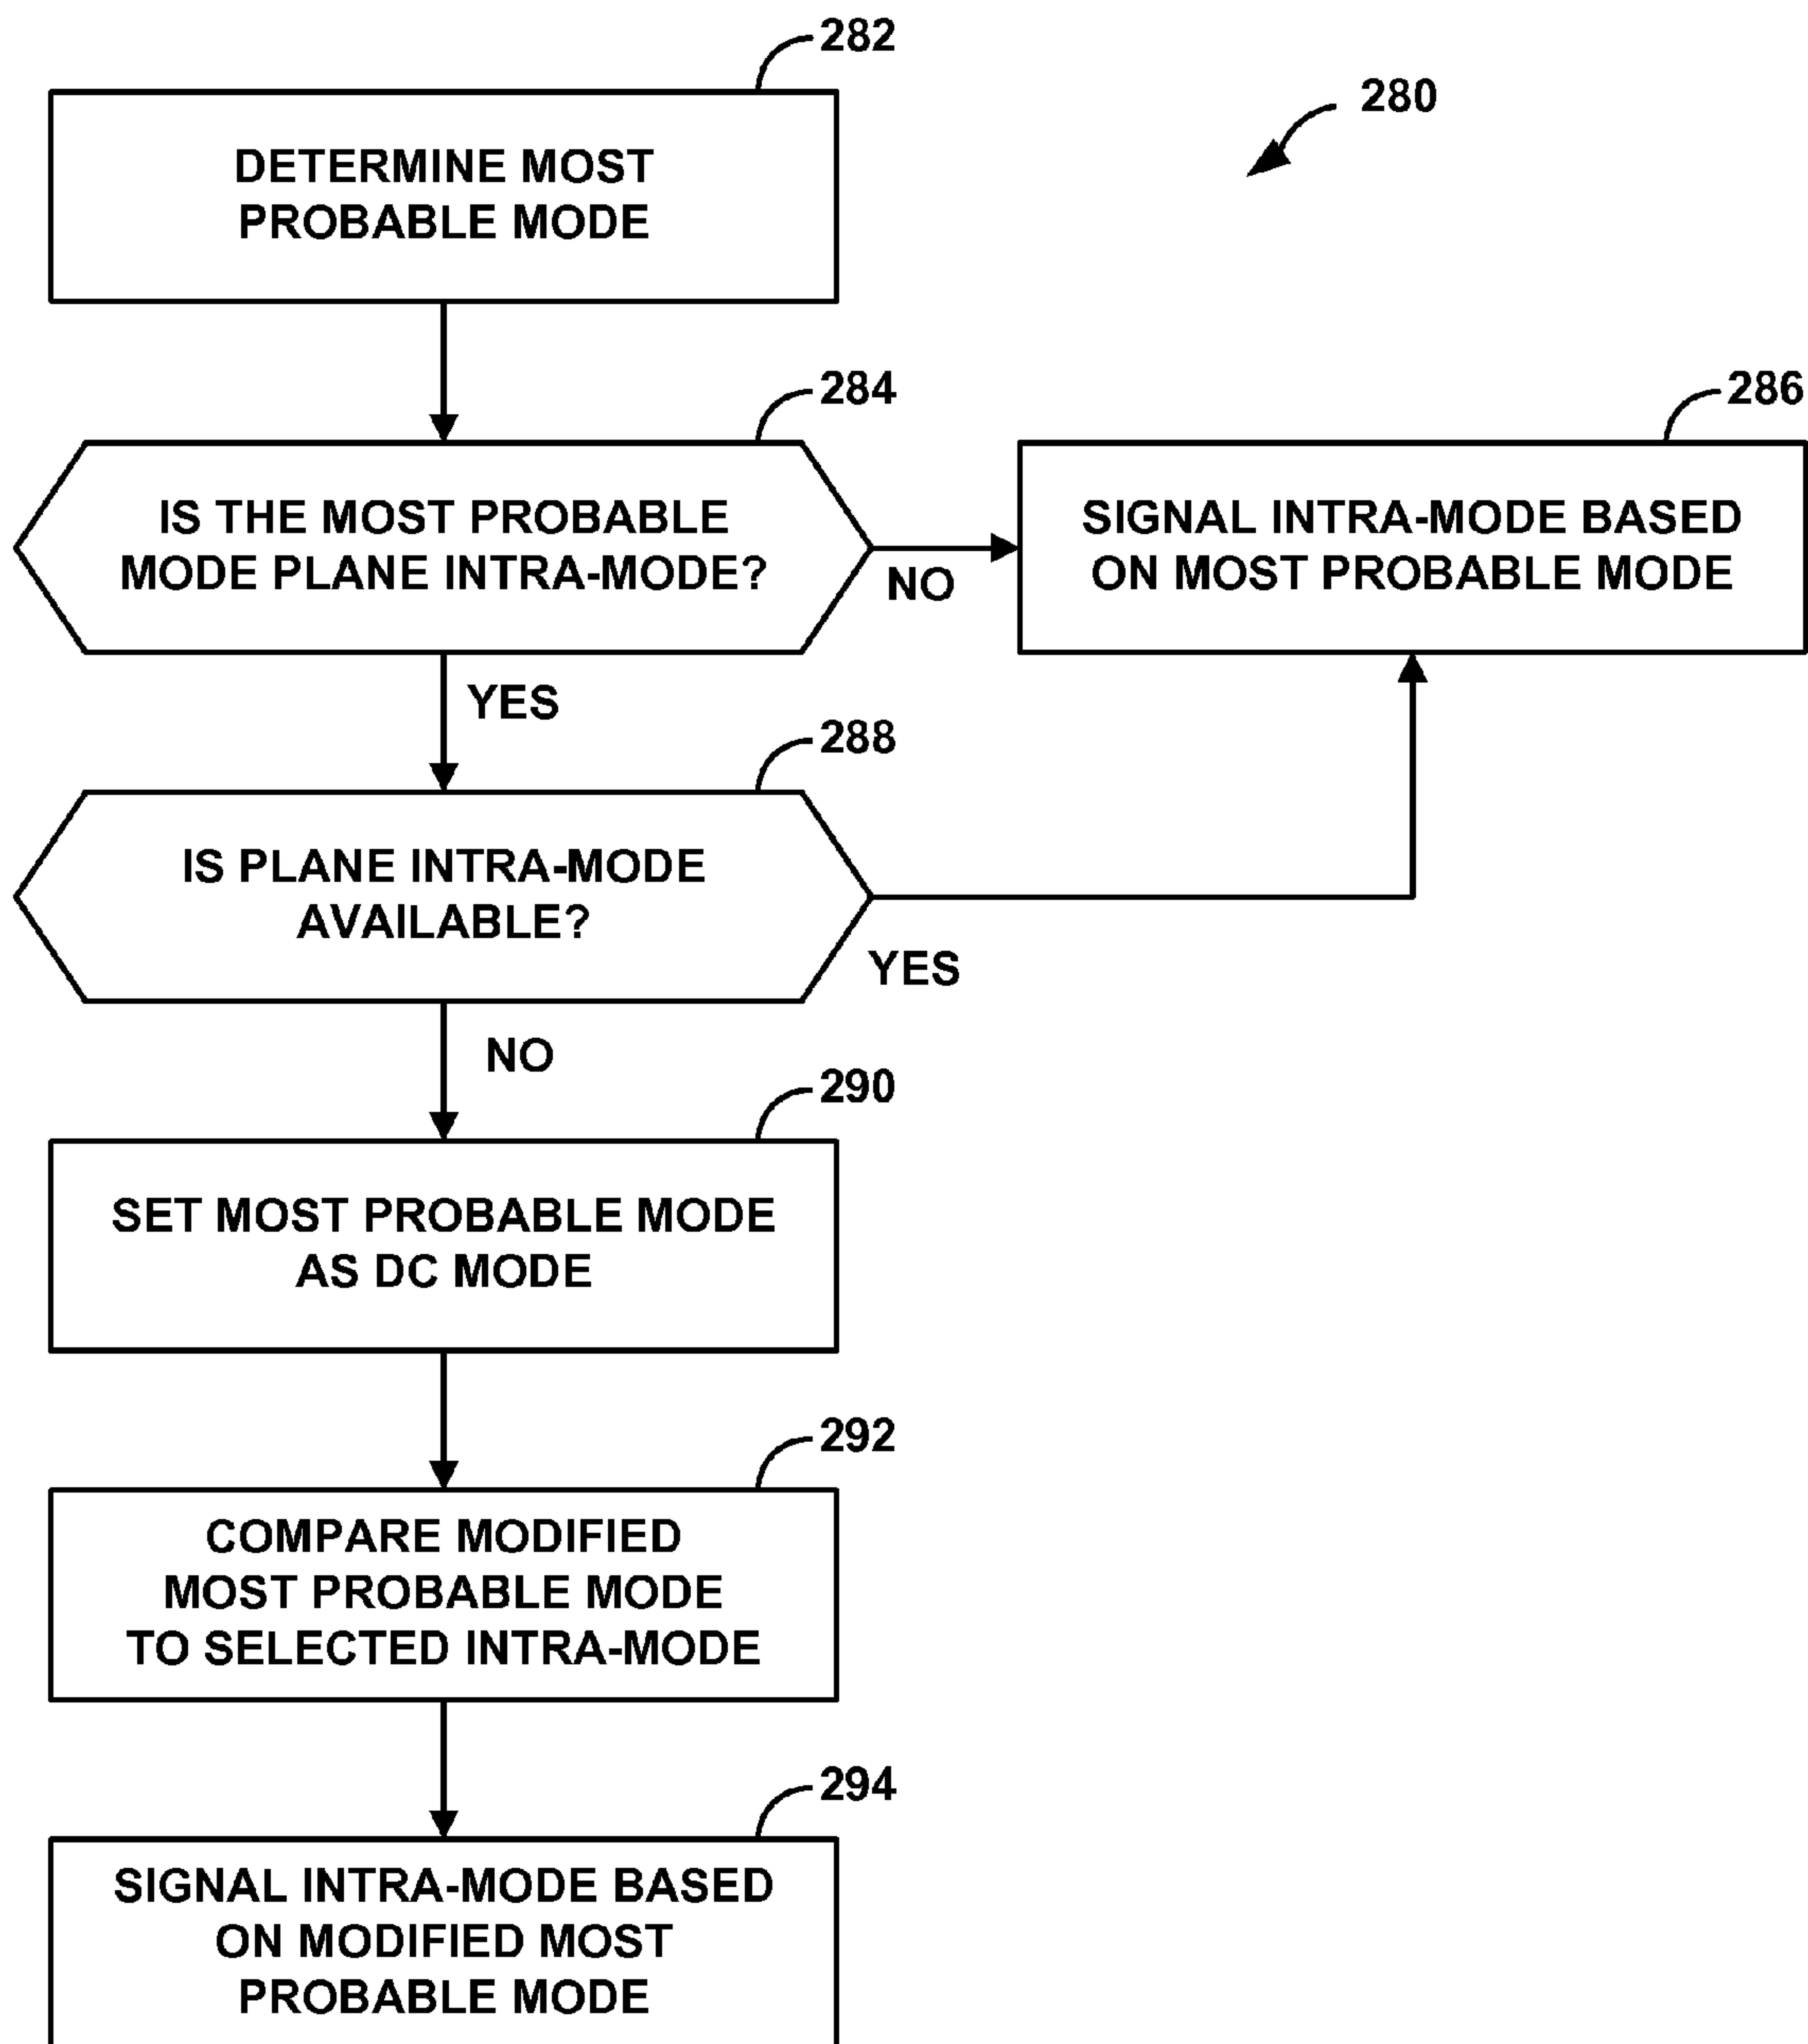 282
280
DETERMINE MOST
PROBABLE MODE
284
286
IS THE MOST PROBABLE
MODE PLANE INTRA-MODE?
NO
SIGNAL INTRA-MODE BASED
ON MOST PROBABLE MODE
YES
288
IS PLANE INTRA-MODE
AVAILABLE?
YES
NO
290
SET MOST PROBABLE MODE
AS DC MODE
292
COMPARE MODIFIED
MOST PROBABLE MODE
TO SELECTED INTRA-MODE
294
SIGNAL INTRA-MODE BASED
ON MODIFIED MOST
PROBABLE MODE